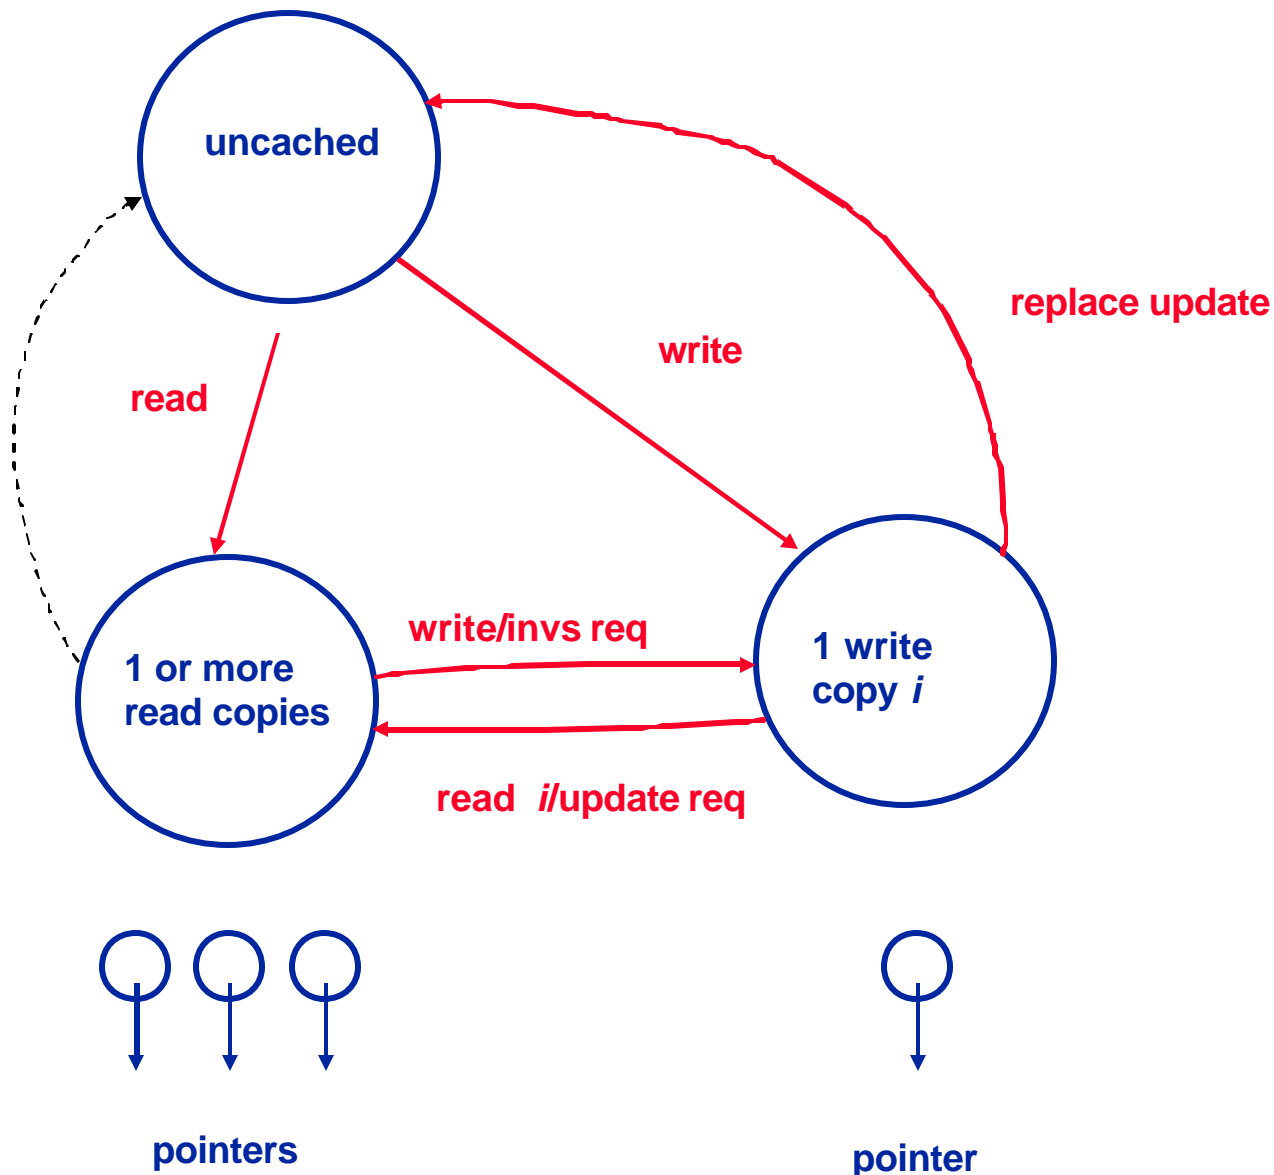 uncached
replace update
write
read
write/invs req
1 or more
read copies
1 write
copy i
read i/update req
pointers
pointer